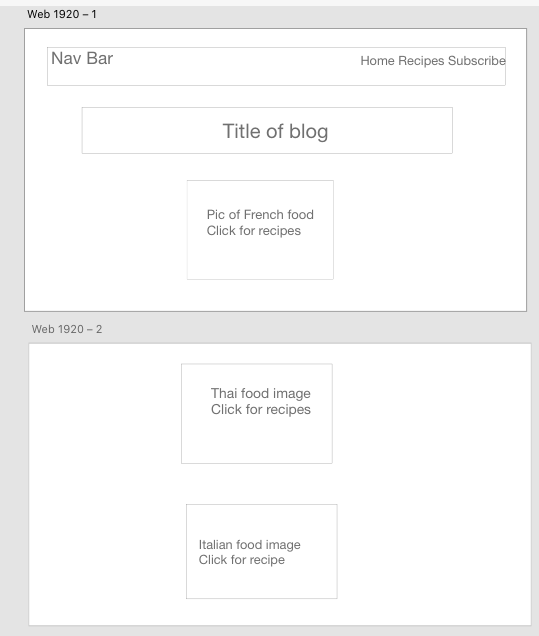 Web 1920 – 1
Nav Bar
Home Recipes Subscribe
Title of blog
Pic of French food
Click for recipes
Web 1920 – 2
Thai food image
Click for recipes
Italian food image
Click for recipe